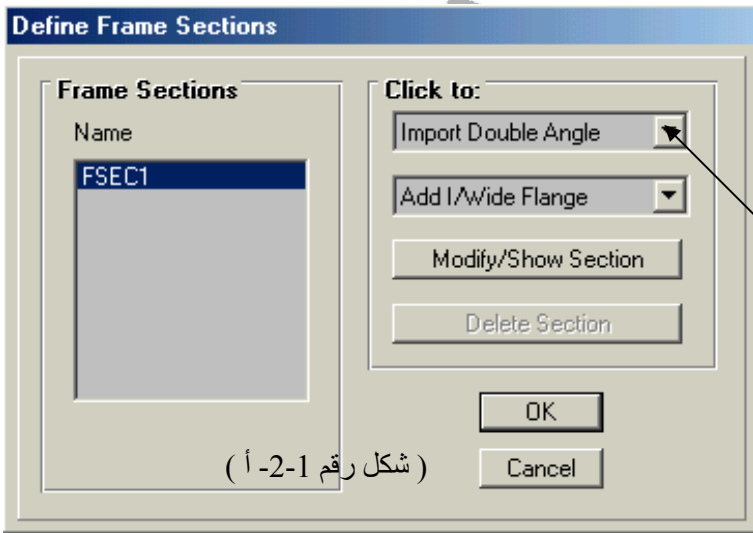 Define Frame Sections
Frame Sections
Name
FSEC1
Click to:
Import Double Angle
Add I/Wide Flange
Modify/Show Section
Delete Section
OK
Cancel
( شكل رقم 1-2- أ )